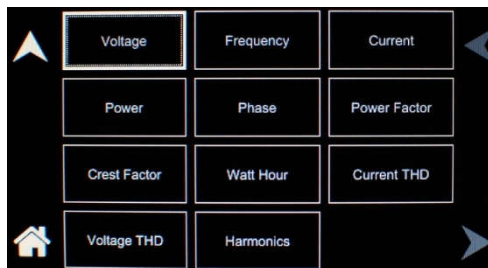 Voltage
Frequency
Current
Power
Phase
Power Factor
Crest Factor
Watt Hour
Current THD
Voltage THD
Harmonics